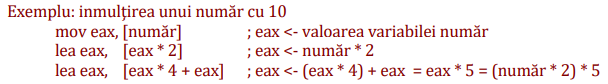 Exemplu: inmulțirea unui număr cu 10
mov eax, [număr] ; eax <- valoarea variabilei număr
lea eax, [eax * 2] ; eax <- număr * 2
lea eax, [eax * 4 + eax] ; eax <- (eax * 4) + eax = eax * 5 = (număr * 2) * 5